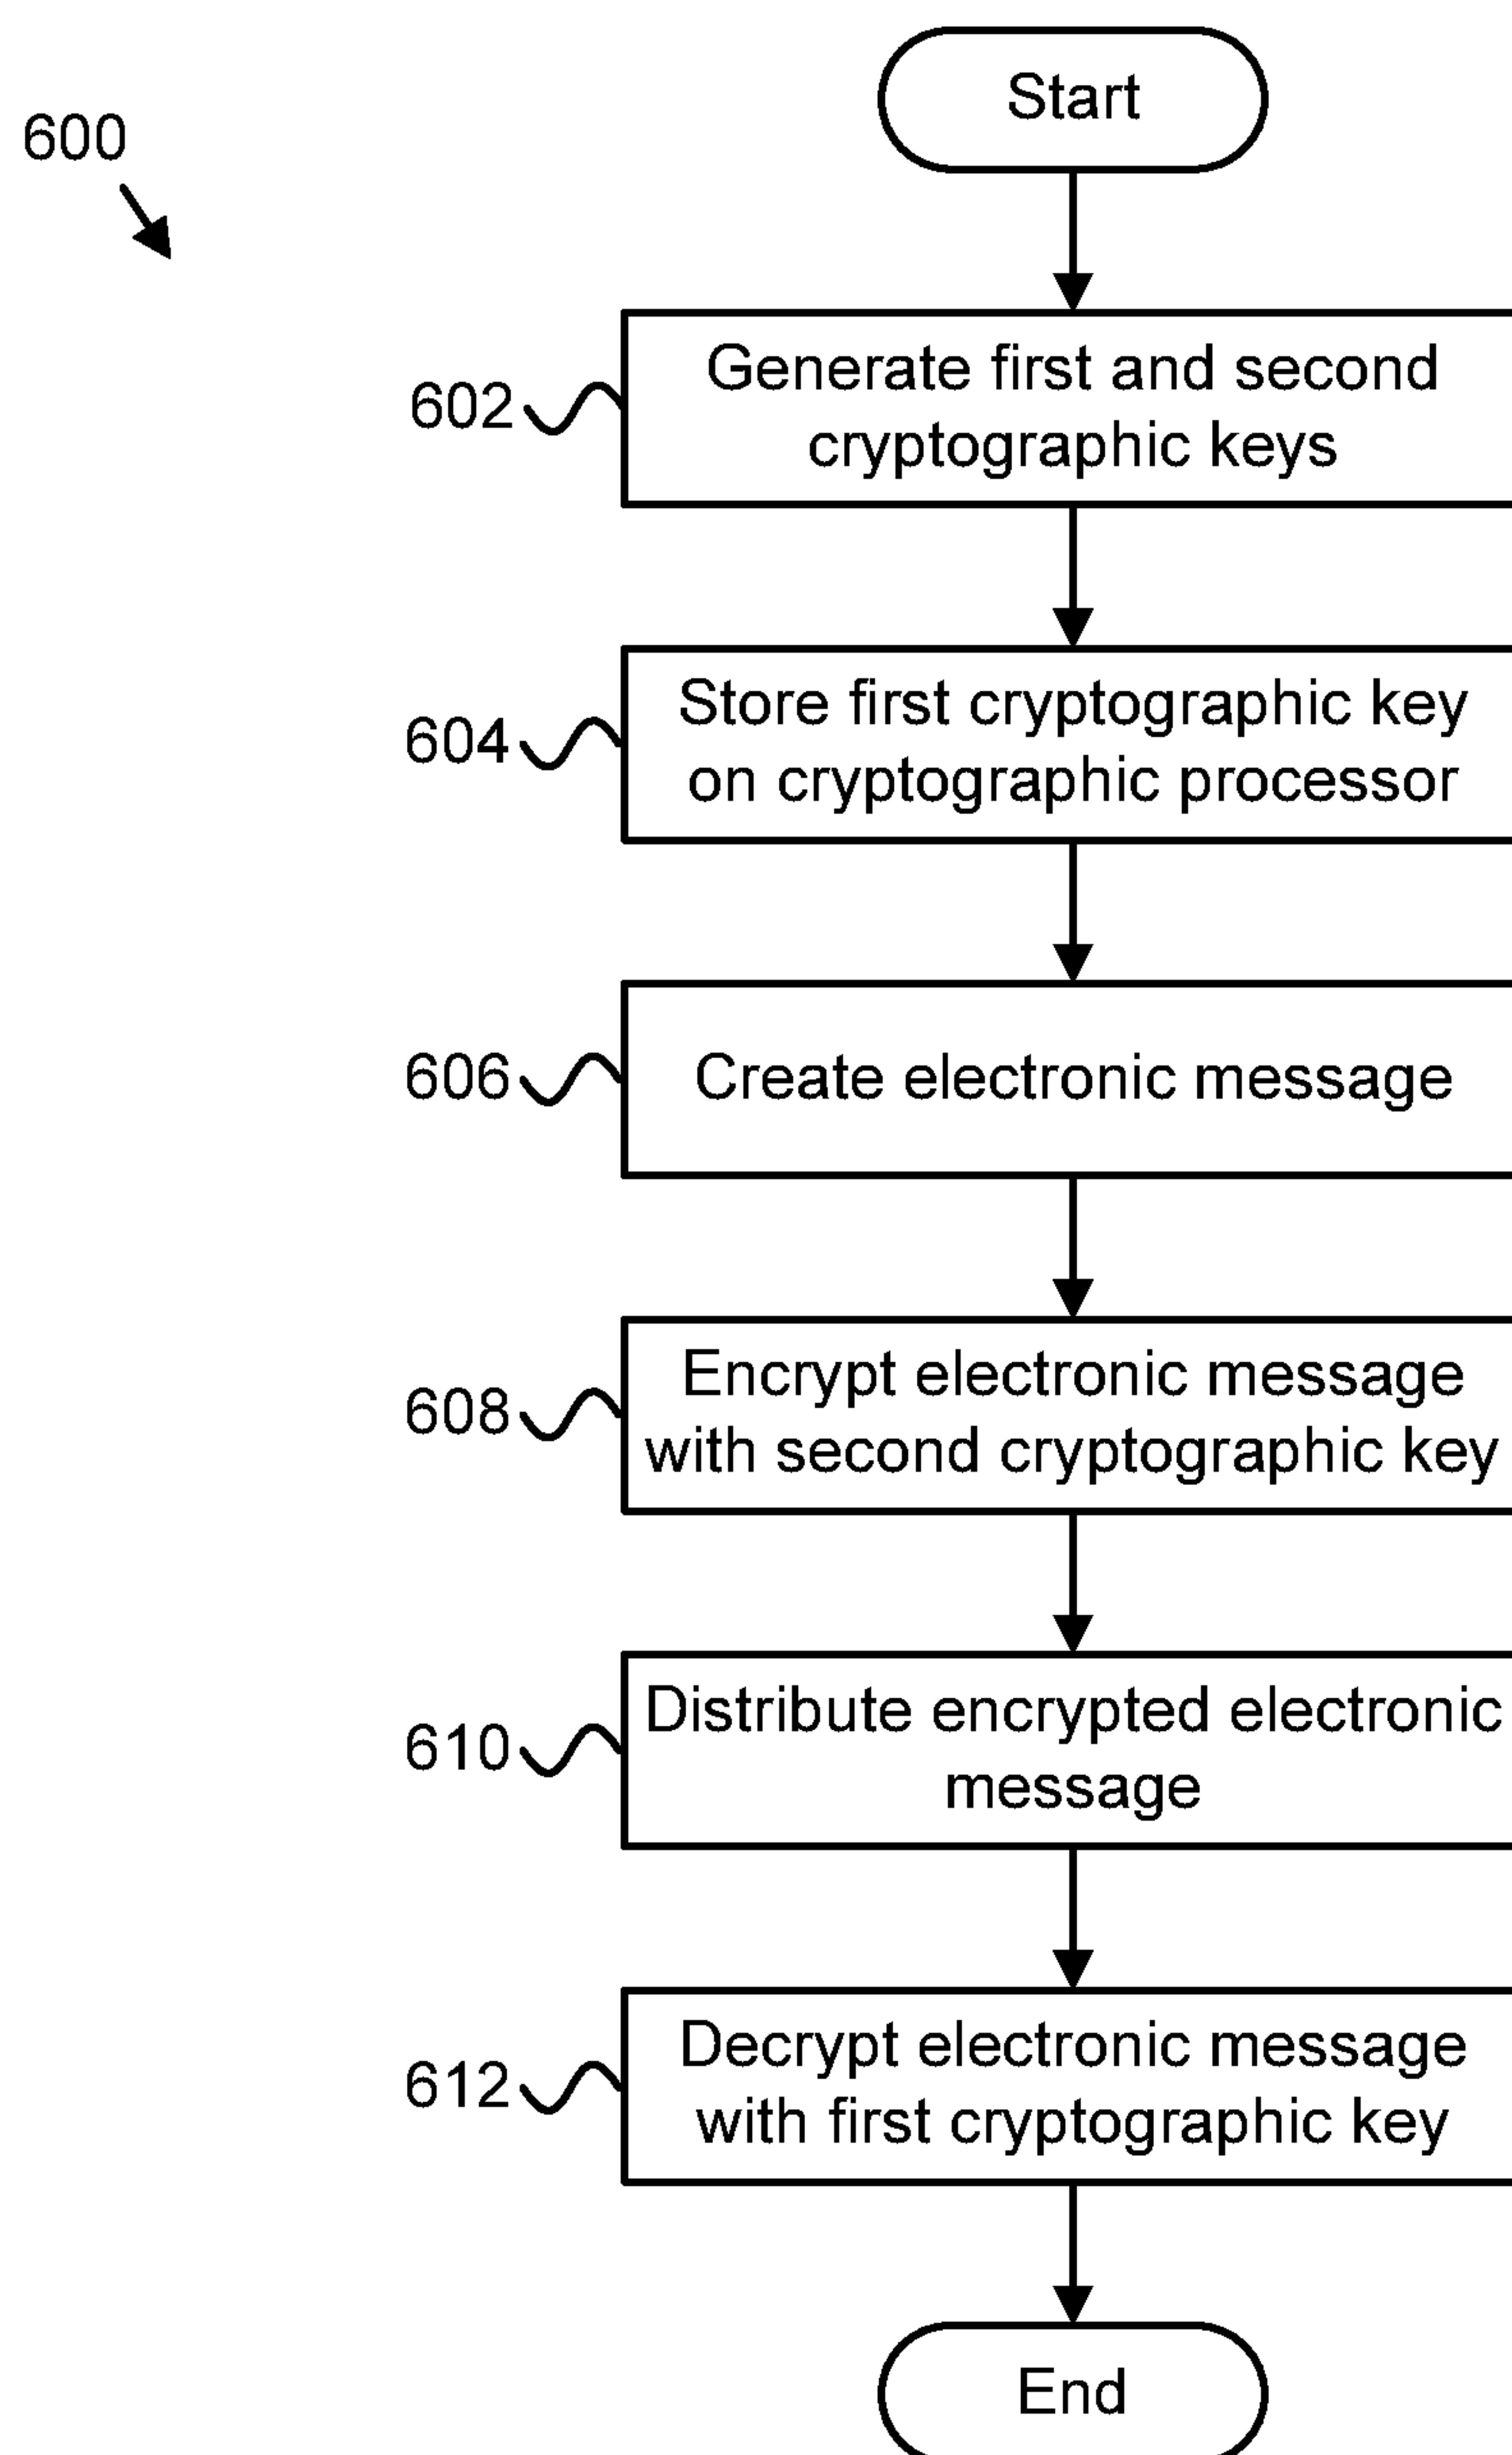 600
Start
602
Generate first and second
cryptographic keys
604
Store first cryptographic key
on cryptographic processor
606
Create electronic message
608
Encrypt electronic message
with second cryptographic key
610
Distribute encrypted electronic
message
612
Decrypt electronic message
with first cryptographic key
End